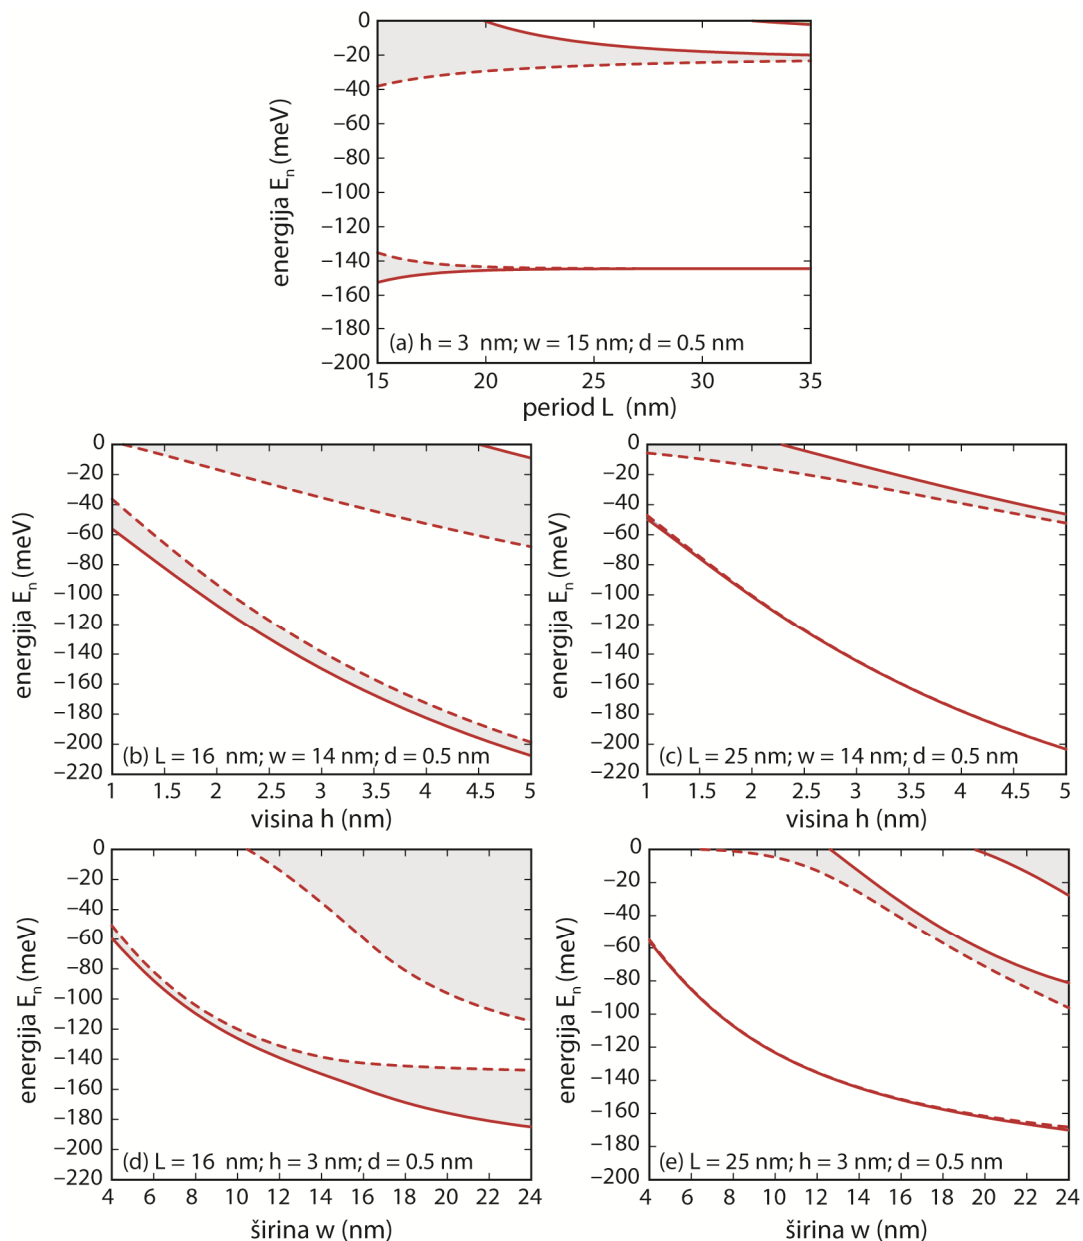 0
−20
−40
−60
−80
−100
−120
−140
−160
−180
−200
energija Eₙ (meV)
(a) h = 3 nm; w = 15 nm; d = 0.5 nm
15 20 25 30 35
period L (nm)
0
−20
−40
−60
−80
−100
−120
−140
−160
−180
−200
−220
energija Eₙ (meV)
(b) L = 16 nm; w = 14 nm; d = 0.5 nm
1 1.5 2 2.5 3 3.5 4 4.5 5
visina h (nm)
0
−20
−40
−60
−80
−100
−120
−140
−160
−180
−200
−220
energija Eₙ (meV)
(c) L = 25 nm; w = 14 nm; d = 0.5 nm
1 1.5 2 2.5 3 3.5 4 4.5 5
visina h (nm)
0
−20
−40
−60
−80
−100
−120
−140
−160
−180
−200
−220
energija Eₙ (meV)
(d) L = 16 nm; h = 3 nm; d = 0.5 nm
4 6 8 10 12 14 16 18 20 22 24
širina w (nm)
0
−20
−40
−60
−80
−100
−120
−140
−160
−180
−200
energija Eₙ (meV)
(e) L = 25 nm; h = 3 nm; d = 0.5 nm
4 6 8 10 12 14 16 18 20 22 24
širina w (nm)